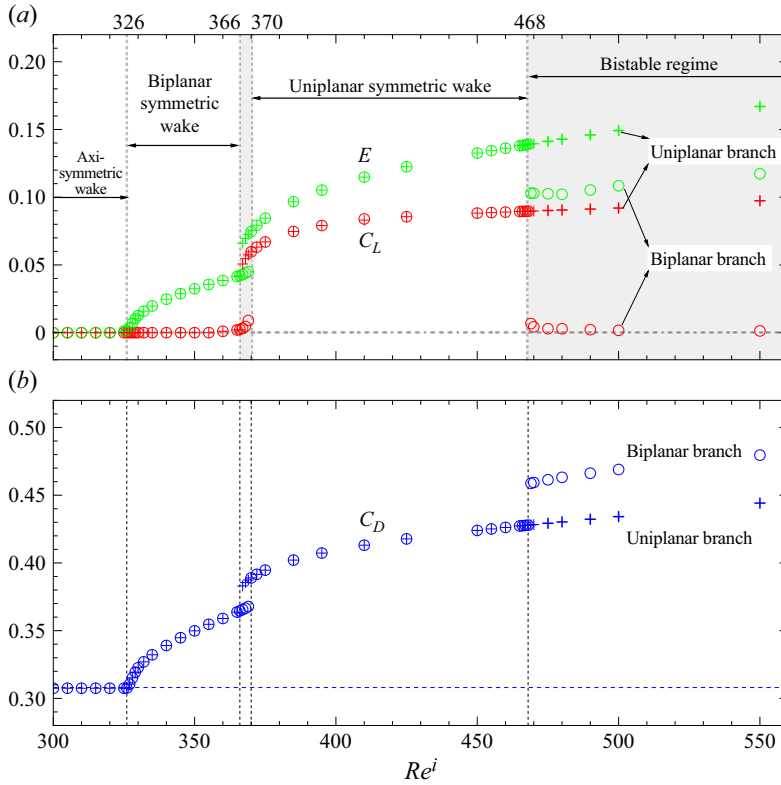 (a)
326 366 370 468
0.20
0.15
0.10
0.05
0
Biplanar
symmetric
wake
Uniplanar symmetric wake
Bistable regime
Axi-
symmetric
wake
E
C_L
Uniplanar branch
Biplanar branch
(b)
0.50
0.45
0.40
0.35
0.30
C_D
Biplanar branch
Uniplanar branch
300 350 400 450 500 550
Re^i